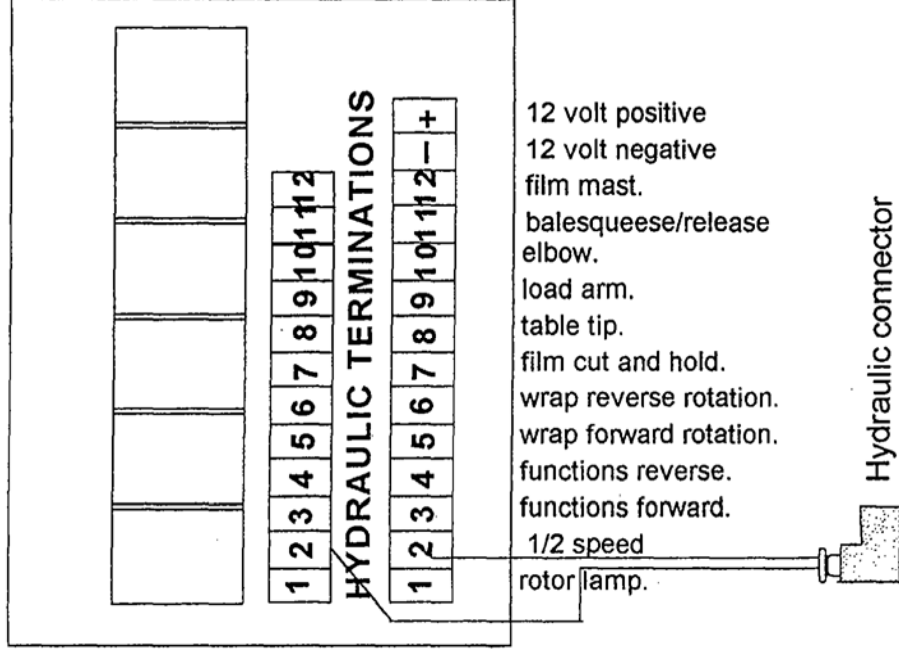 12
11
10
9
8
7
6
5
4
3
2
1
HYDRAULIC TERMINATIONS
+
−
12
11
10
9
8
7
6
5
4
3
2
1
12 volt positive
12 volt negative
film mast.
balesqueese/release
elbow.
load arm.
table tip.
film cut and hold.
wrap reverse rotation.
wrap forward rotation.
functions reverse.
functions forward.
1/2 speed
rotor lamp.
Hydraulic connector